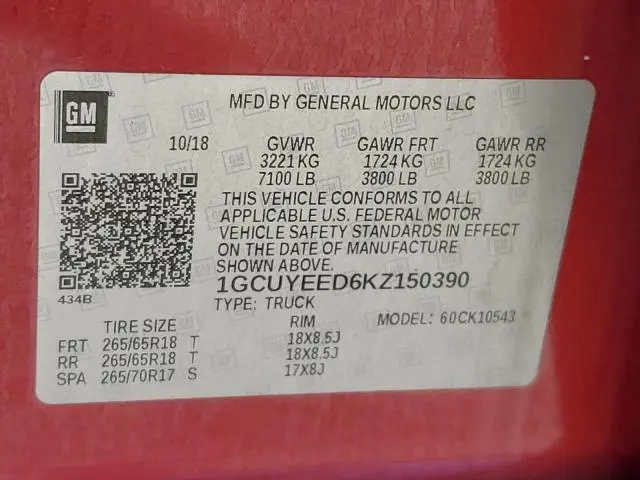 GM
MFD BY GENERAL MOTORS LLC
10/18 GVWR GAWR FRT GAWR RR
3221 KG 1724 KG 1724 KG
7100 LB 3800 LB 3800 LB
THIS VEHICLE CONFORMS TO ALL
APPLICABLE U.S. FEDERAL MOTOR
VEHICLE SAFETY STANDARDS IN EFFECT
ON THE DATE OF MANUFACTURE
SHOWN ABOVE.
434B 1GCUYEED6KZ150390
TYPE: TRUCK
TIRE SIZE RIM MODEL: 60CK10543
FRT 265/65R18 T 18X8.5J
RR 265/65R18 T 18X8.5J
SPA 265/70R17 S 17X8J